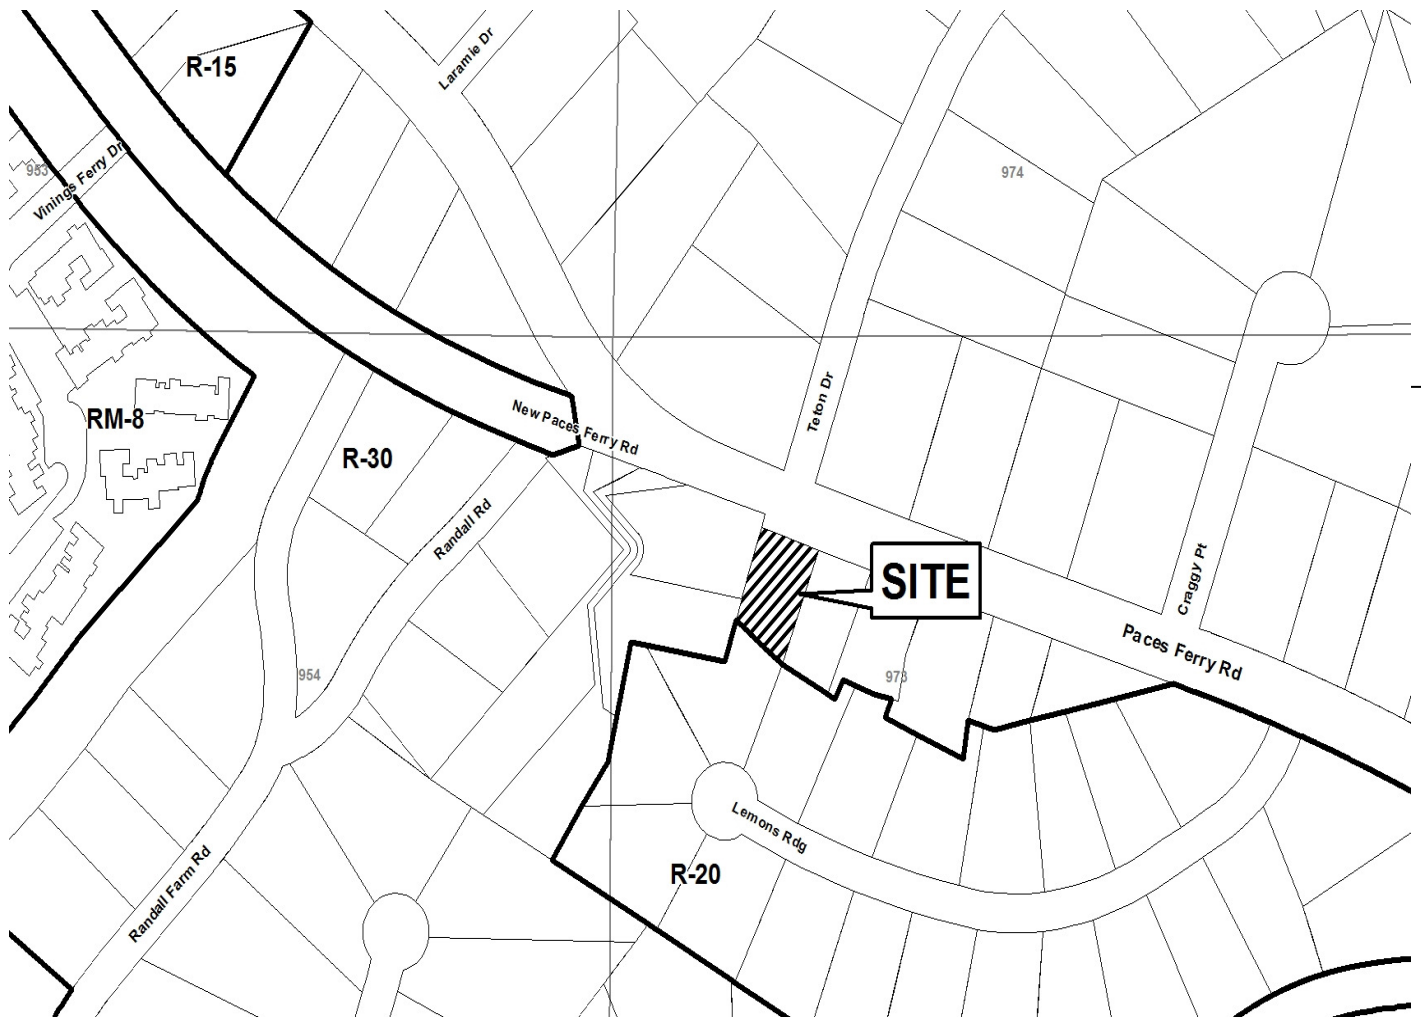 R-15
Laramie Dr
953
Vinings Ferry Dr
974
RM-8
R-30
New Paces Ferry Rd
Teton Dr
Randall Rd
SITE
Craggy Pt
Paces Ferry Rd
954
973
Lemons Rdg
R-20
Randall Farm Rd